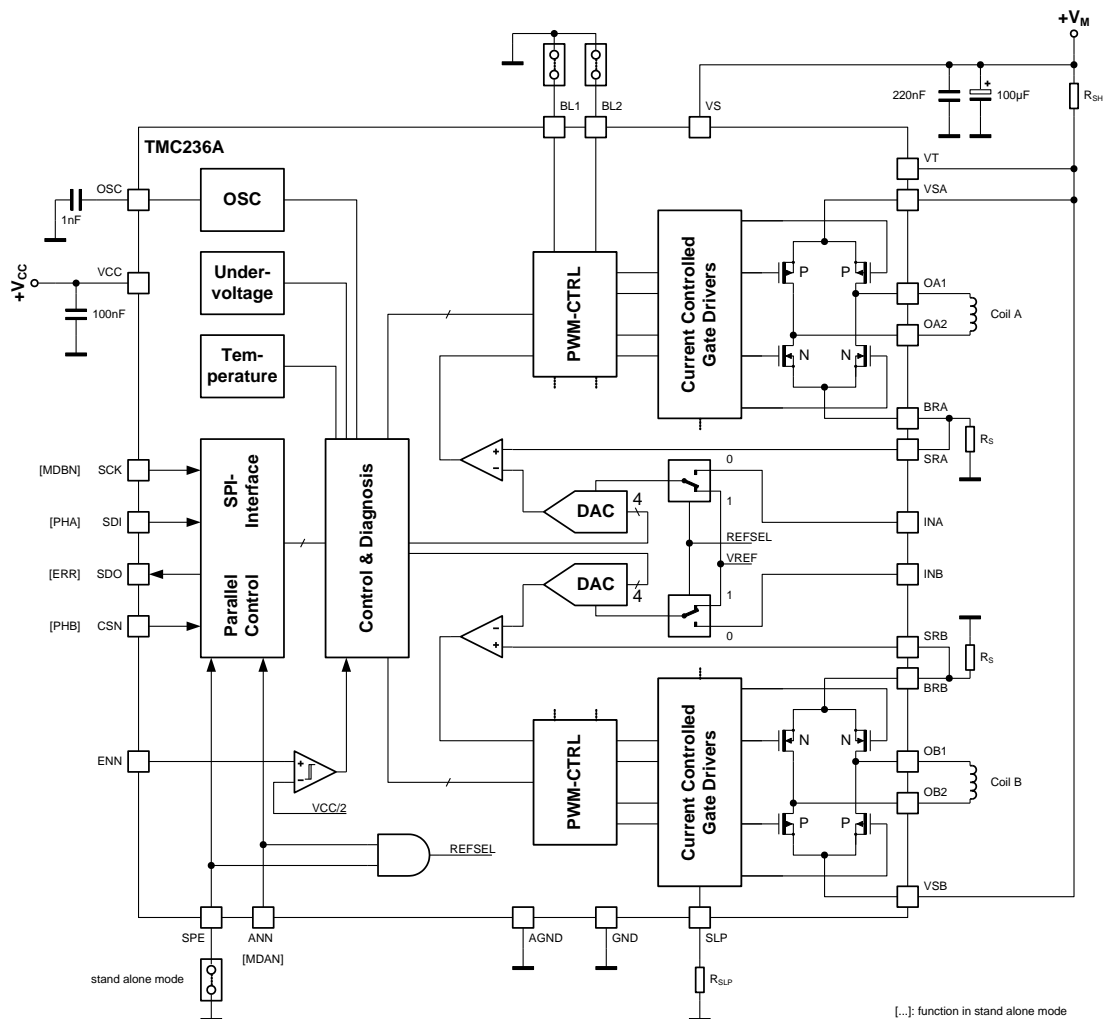 +VM
BL1
BL2
VS
220nF
+
100µF
RSH
TMC236A
VT
VSA
OSC
1nF
OSC
VCC
+VCC
100nF
Under-
voltage
Tem-
perature
PWM-CTRL
Current Controlled
Gate Drivers
P
P
N
N
OA1
OA2
Coil A
BRA
SRA
RS
[MDBN]
SCK
[PHA]
SDI
[ERR]
SDO
[PHB]
CSN
SPI-
Interface
Parallel
Control
Control & Diagnosis
+
-
DAC
4
0
1
REFSEL
VREF
INA
INB
DAC
4
1
0
-
+
SRB
BRB
RS
ENN
+
-
VCC/2
REFSEL
PWM-CTRL
Current Controlled
Gate Drivers
N
N
P
P
OB1
OB2
Coil B
VSB
SPE
ANN
[MDAN]
AGND
GND
SLP
stand alone mode
RSLP
[...]: function in stand alone mode